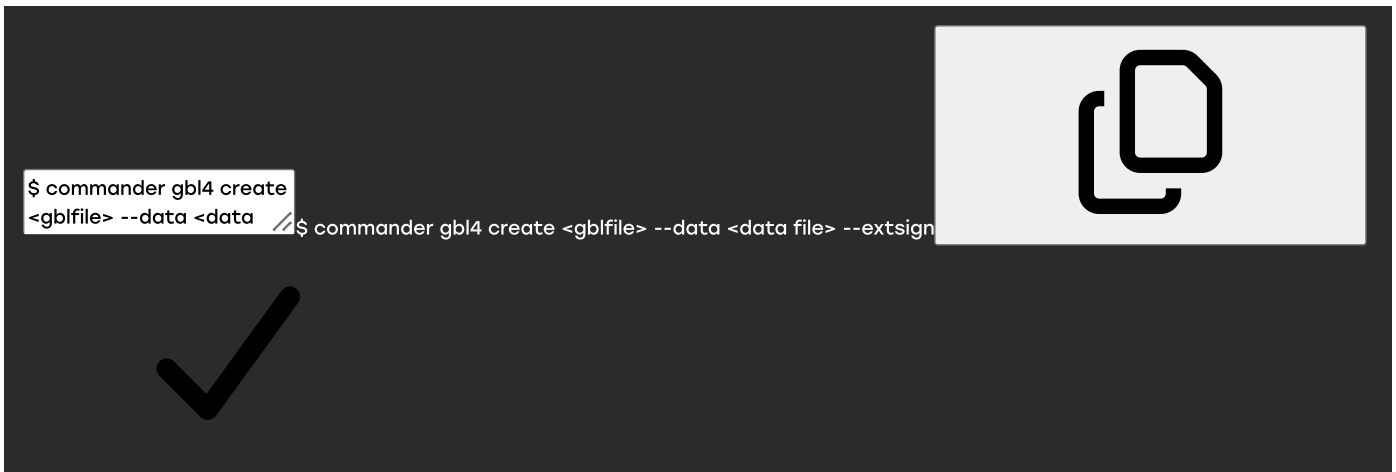 $ commander gbl4 create
<gblfile> --data <data
$ commander gbl4 create <gblfile> --data <data file> --extsign